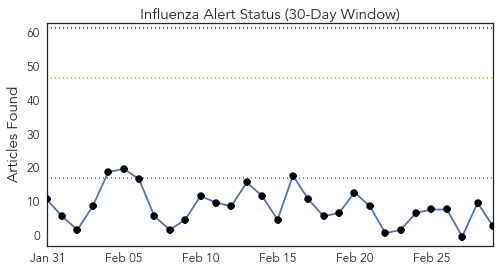 Influenza Alert Status (30-Day Window)
Articles Found
60
50
40
30
20
10
0
Jan 31
Feb 05
Feb 10
Feb 15
Feb 20
Feb 25